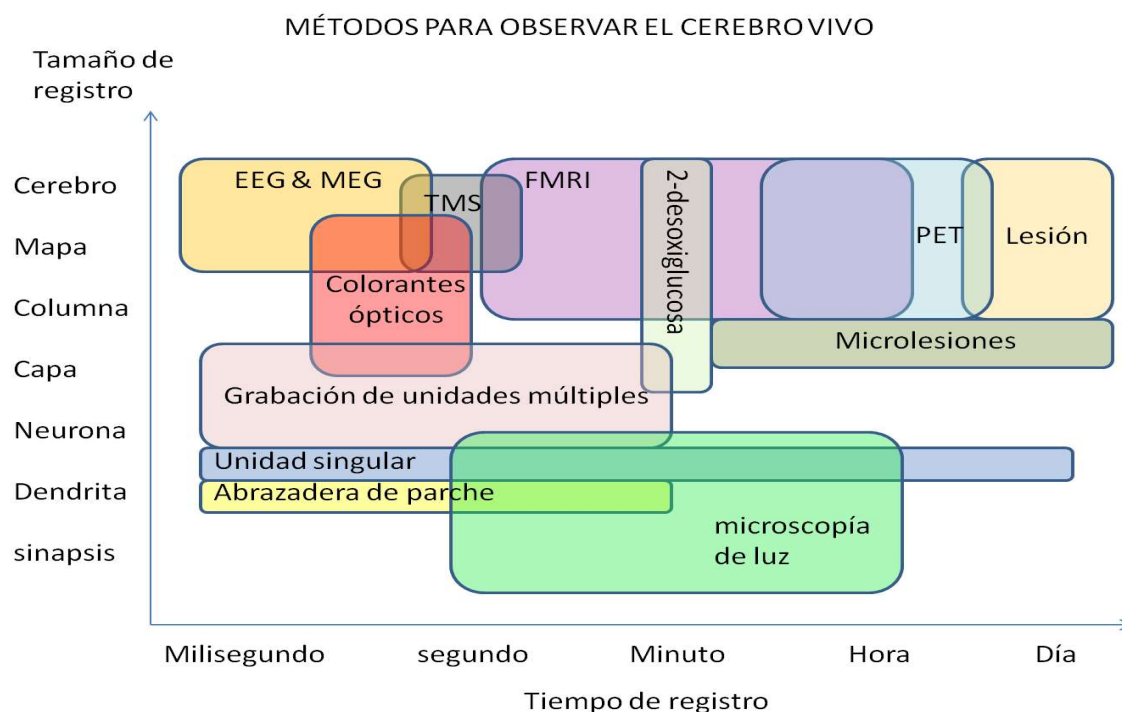 MÉTODOS PARA OBSERVAR EL CEREBRO VIVO
Tamaño de
registro
Cerebro
Mapa
Columna
Capa
Neurona
Dendrita
sinapsis
EEG & MEG
TMS
FMRI
2-desoxiglucosa
PET
Lesión
Colorantes
ópticos
Microlesiones
Grabación de unidades múltiples
Unidad singular
Abrazadera de parche
microscopía
de luz
Milisegundo
segundo
Minuto
Hora
Día
Tiempo de registro